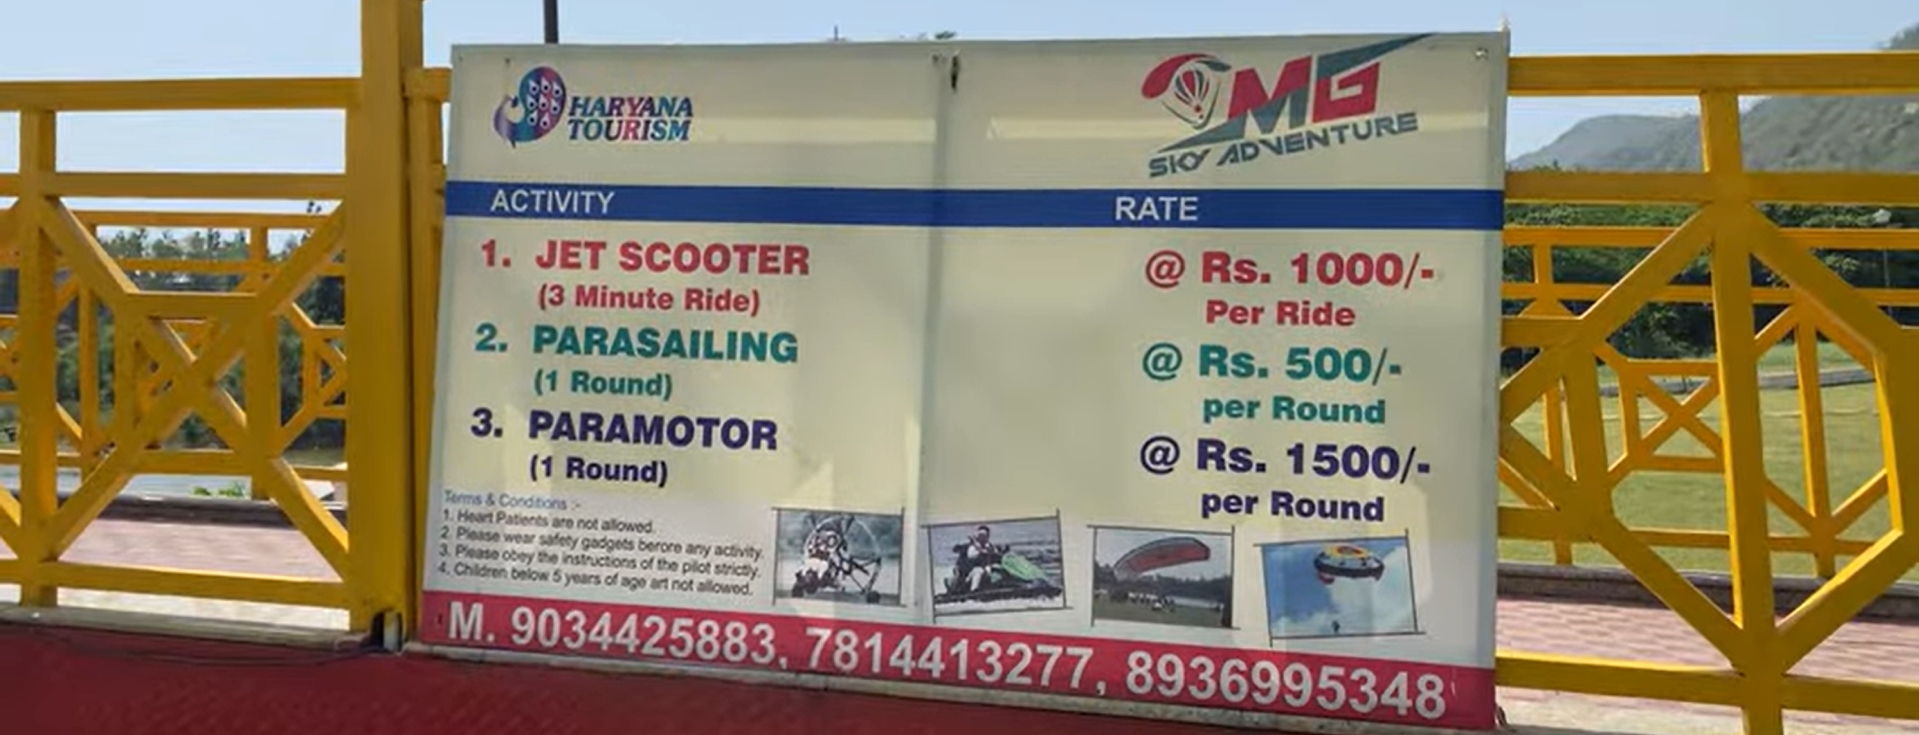 HARYANA
TOURISM
OMG
SKY ADVENTURE
ACTIVITY RATE
1. JET SCOOTER @ Rs. 1000/-
(3 Minute Ride) Per Ride
2. PARASAILING @ Rs. 500/-
(1 Round) per Round
3. PARAMOTOR @ Rs. 1500/-
(1 Round) per Round
Terms & Conditions :-
1. Heart Patients are not allowed.
2. Please wear safety gadgets berore any activity.
3. Please obey the instructions of the pilot strictly.
4. Children below 5 years of age art not allowed.
M. 9034425883, 7814413277, 8936995348